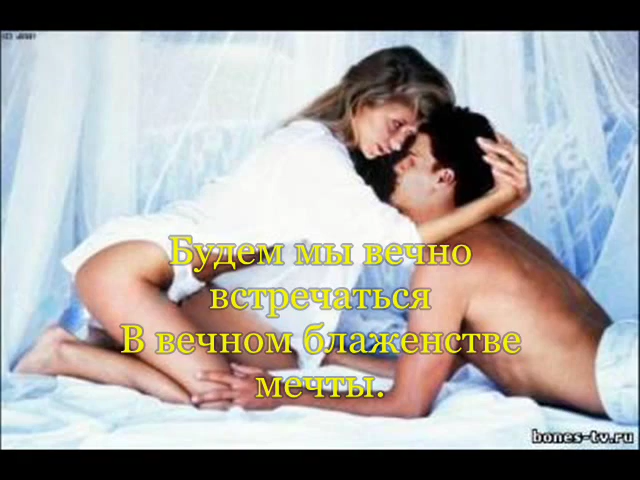 Будем мы вечно
встречаться
В вечном блаженстве
мечты.
bones-tv.ru